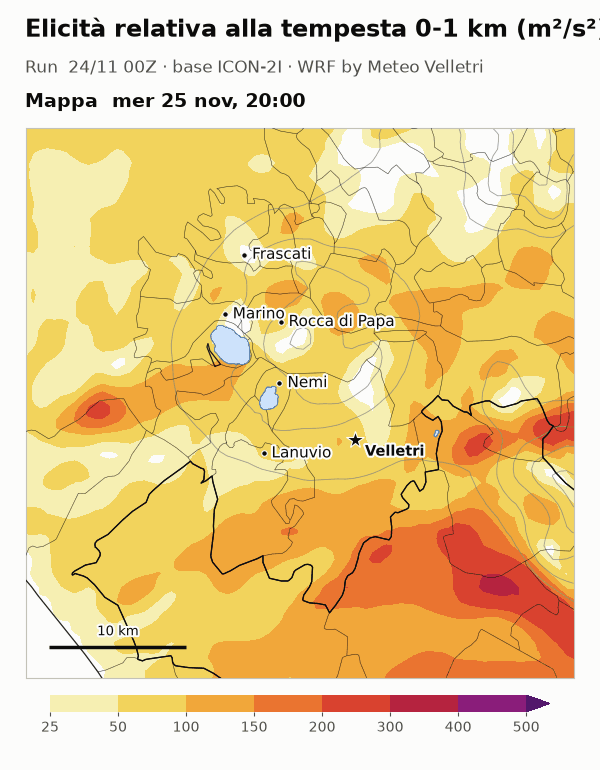 Elicità relativa alla tempesta 0-1 km (m²/s²)
Run 24/11 00Z · base ICON-2I · WRF by Meteo Velletri
Mappa mer 25 nov, 20:00
Frascati
Marino
Rocca di Papa
Nemi
Velletri
Lanuvio
10 km
25 50 100 150 200 300 400 500